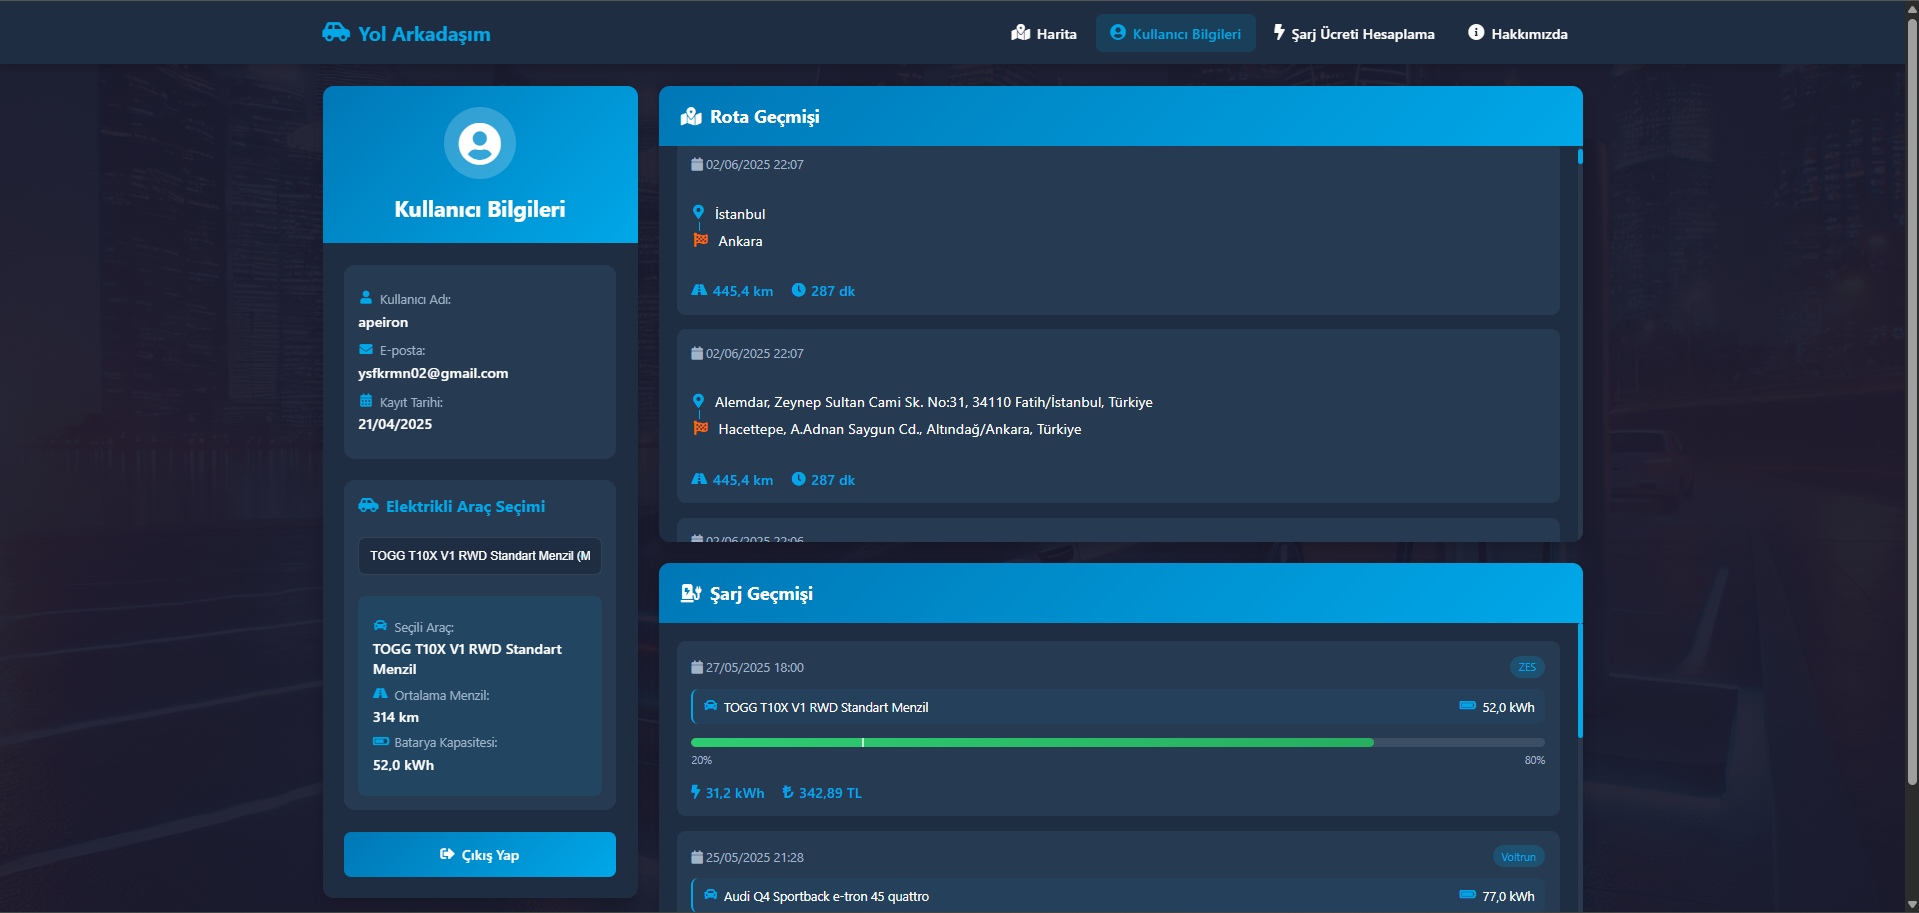 Yol Arkadaşım
Harita
Kullanıcı Bilgileri
Şarj Ücreti Hesaplama
Hakkımızda
Kullanıcı Bilgileri
Kullanıcı Adı:
apeiron
E-posta:
ysfkrmn02@gmail.com
Kayıt Tarihi:
21/04/2025
Elektrikli Araç Seçimi
TOGG T10X V1 RWD Standart Menzil (M
Seçili Araç:
TOGG T10X V1 RWD Standart
Menzil
Ortalama Menzil:
314 km
Batarya Kapasitesi:
52,0 kWh
Çıkış Yap
Rota Geçmişi
02/06/2025 22:07
İstanbul
Ankara
445,4 km 287 dk
02/06/2025 22:07
Alemdar, Zeynep Sultan Cami Sk. No:31, 34110 Fatih/İstanbul, Türkiye
Hacettepe, A.Adnan Saygun Cd., Altındağ/Ankara, Türkiye
445,4 km 287 dk
02/06/2025 22:06
Şarj Geçmişi
27/05/2025 18:00 ZES
TOGG T10X V1 RWD Standart Menzil 52,0 kWh
20% 80%
31,2 kWh ₺ 342,89 TL
25/05/2025 21:28 Voltrun
Audi Q4 Sportback e-tron 45 quattro 77,0 kWh